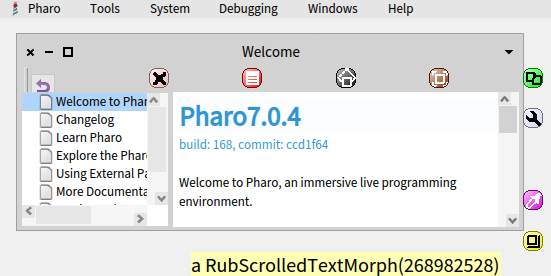 Pharo Tools System Debugging Windows Help
Welcome
Welcome to Phar
Changelog
Learn Pharo
Explore the Pharo
Using External Pa
More Documenta
Pharo7.0.4
build: 168, commit: ccd1f64
Welcome to Pharo, an immersive live programming
environment.
a RubScrolledTextMorph(268982528)